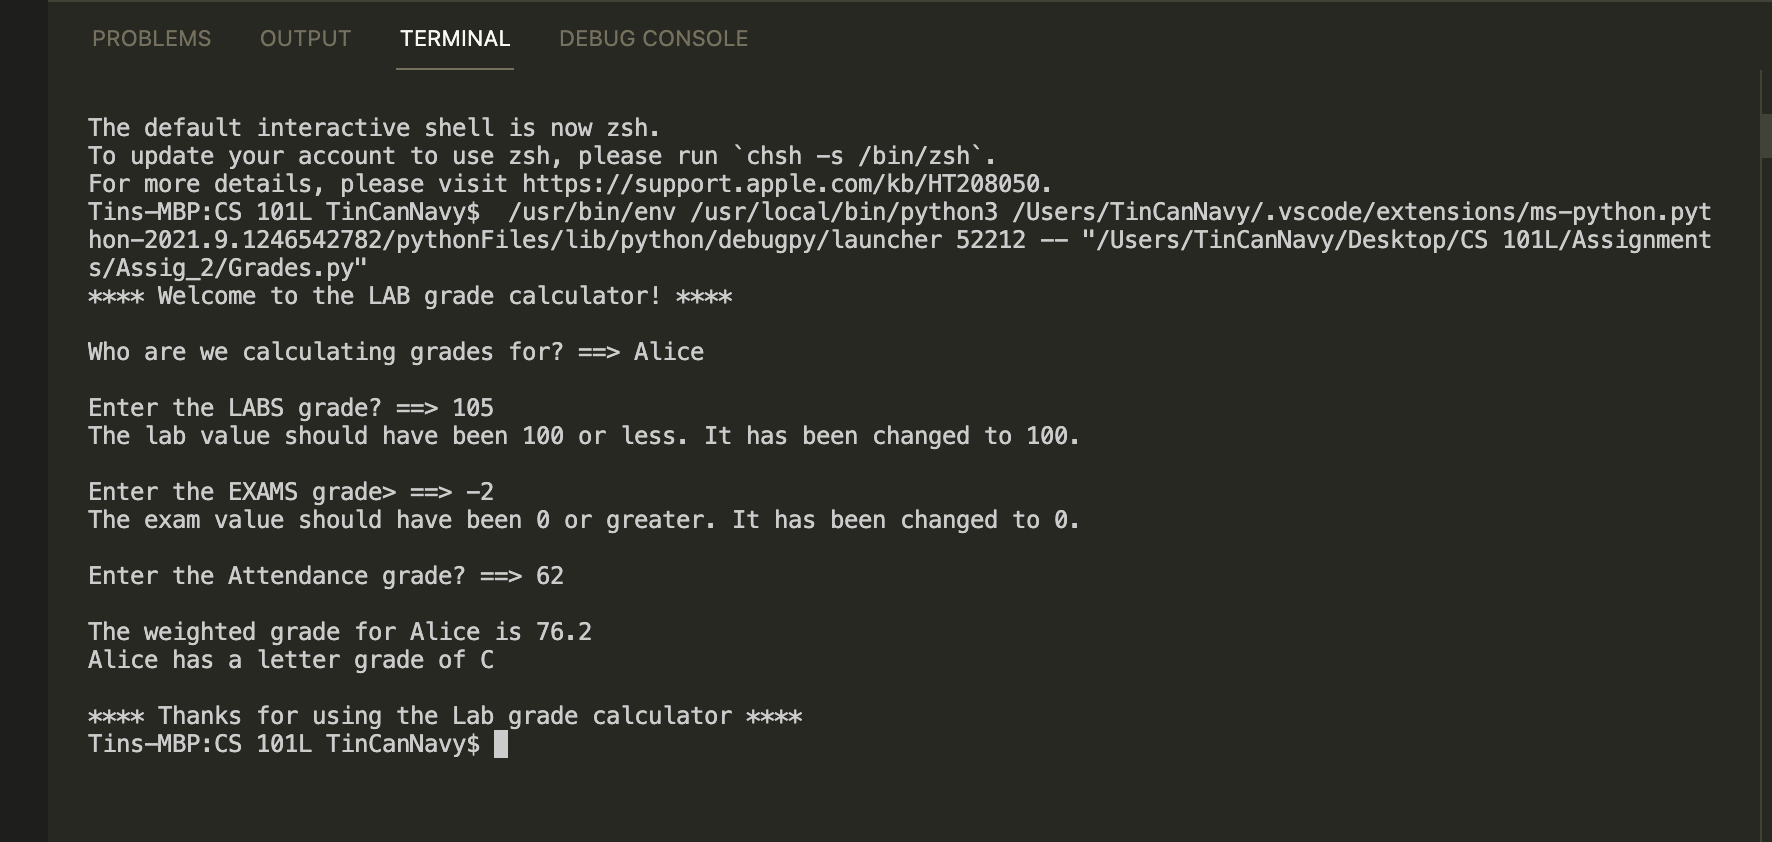 PROBLEMS OUTPUT TERMINAL DEBUG CONSOLE
The default interactive shell is now zsh.
To update your account to use zsh, please run `chsh -s /bin/zsh`.
For more details, please visit https://support.apple.com/kb/HT208050.
Tins-MBP:CS 101L TinCanNavy$  /usr/bin/env /usr/local/bin/python3 /Users/TinCanNavy/.vscode/extensions/ms-python.pyt
hon-2021.9.1246542782/pythonFiles/lib/python/debugpy/launcher 52212 -- "/Users/TinCanNavy/Desktop/CS 101L/Assignment
s/Assig_2/Grades.py"
**** Welcome to the LAB grade calculator! ****
Who are we calculating grades for? ==> Alice
Enter the LABS grade? ==> 105
The lab value should have been 100 or less. It has been changed to 100.
Enter the EXAMS grade> ==> -2
The exam value should have been 0 or greater. It has been changed to 0.
Enter the Attendance grade? ==> 62
The weighted grade for Alice is 76.2
Alice has a letter grade of C
**** Thanks for using the Lab grade calculator ****
Tins-MBP:CS 101L TinCanNavy$